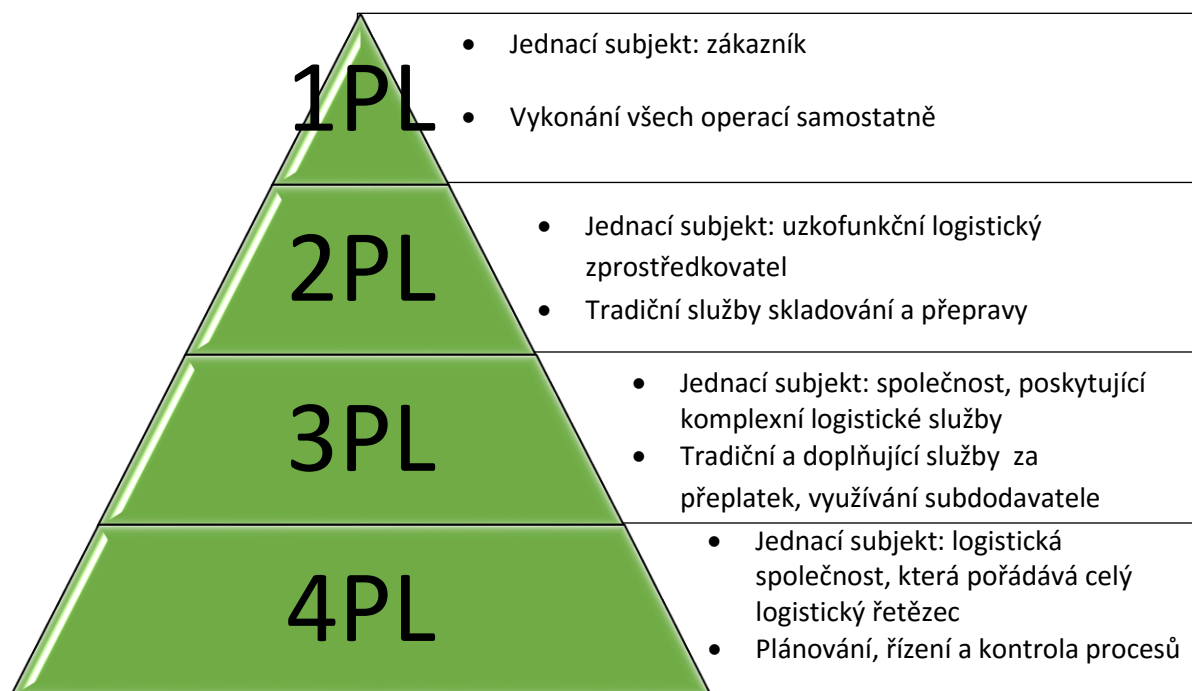 1PL
• Jednací subjekt: zákazník
• Vykonání všech operací samostatně
2PL
• Jednací subjekt: uzkofunkční logistický
zprostředkovatel
• Tradiční služby skladování a přepravy
3PL
• Jednací subjekt: společnost, poskytující
komplexní logistické služby
• Tradiční a doplňující služby za
přeplatek, využívání subdodavatele
4PL
• Jednací subjekt: logistická
společnost, která pořádává celý
logistický řetězec
• Plánování, řízení a kontrola procesů